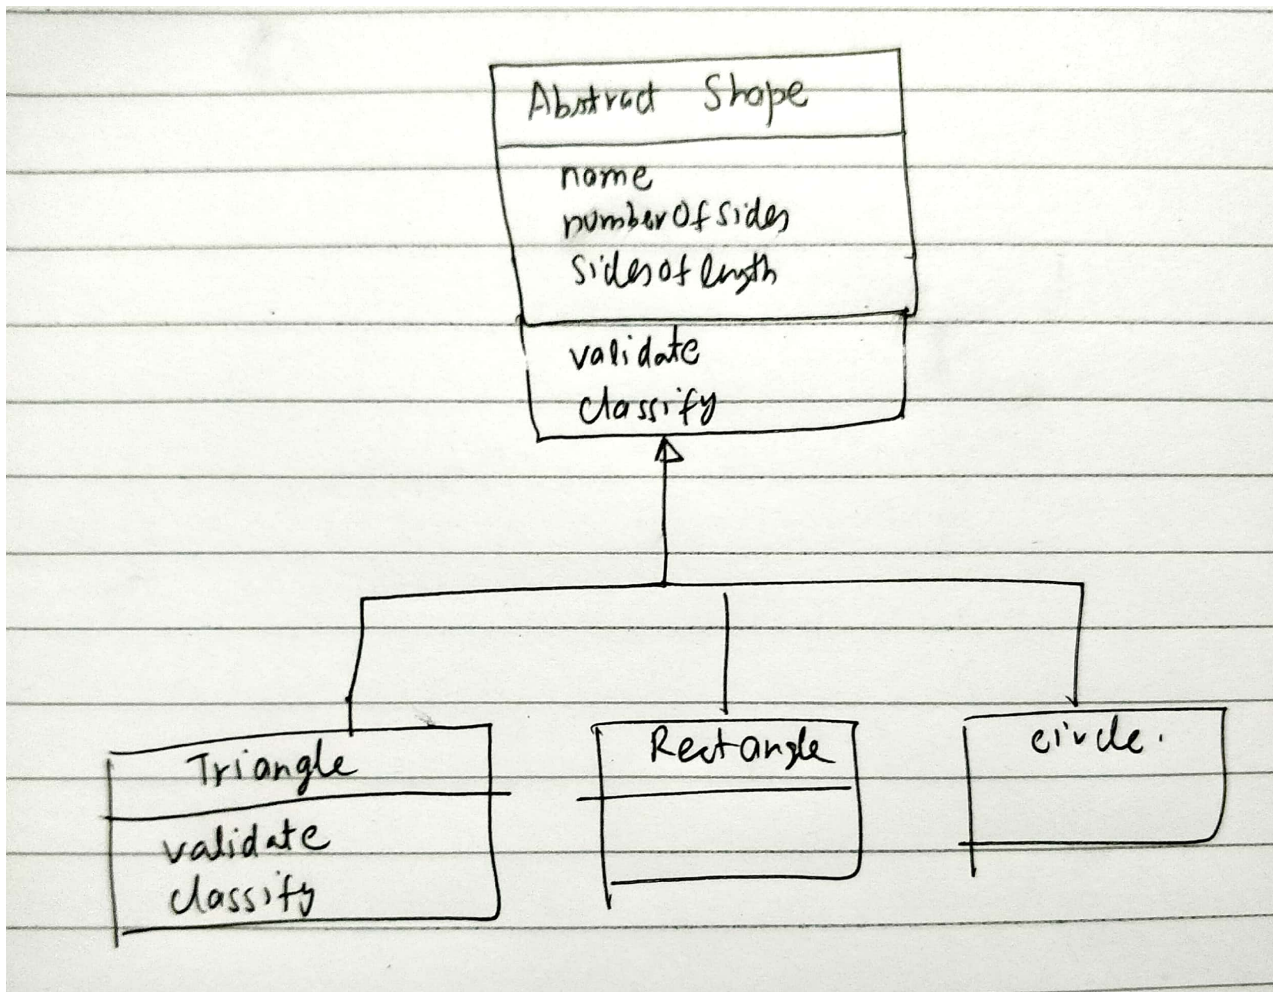 Abstract Shape
name
numberOfsides
sidesoflength
validate
classify
Triangle
validate
classify
Rectangle
circle.